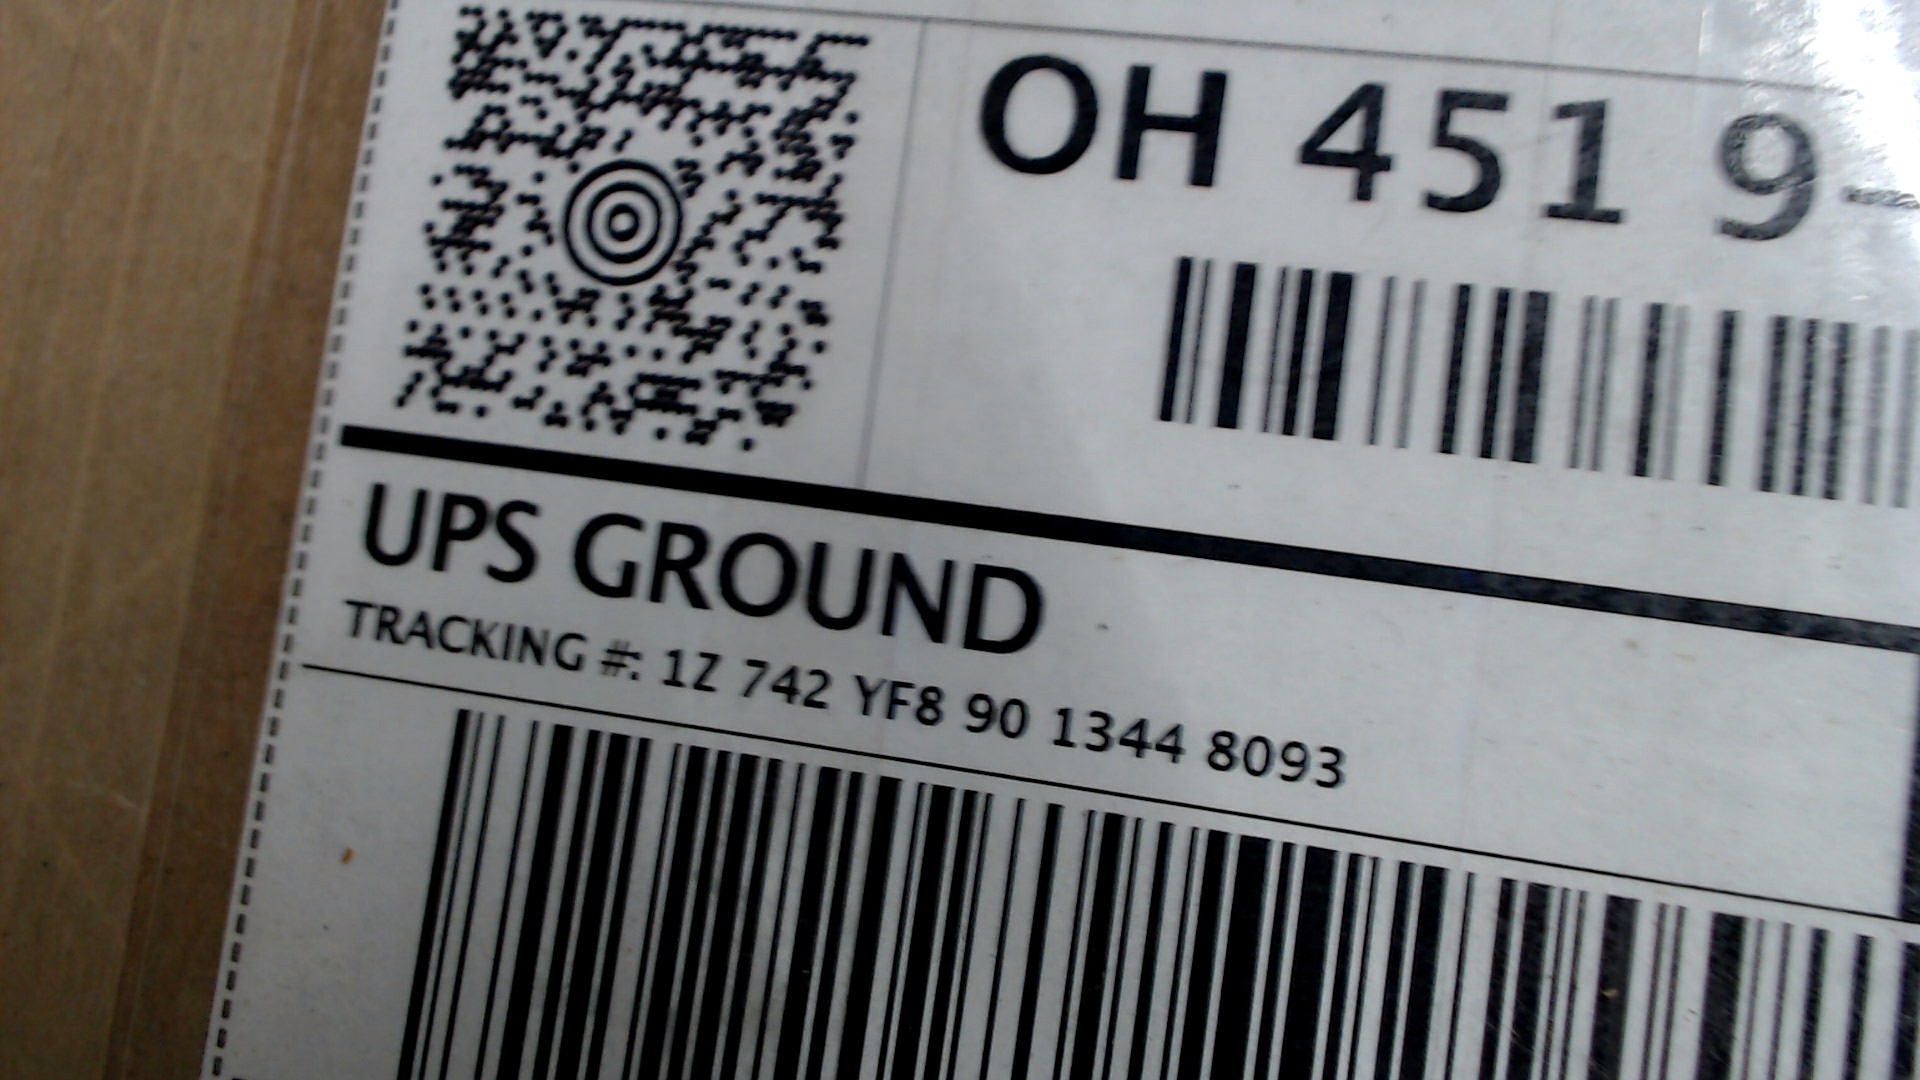 OH 451 9-
UPS GROUND
TRACKING #: 1Z 742 YF8 90 1344 8093